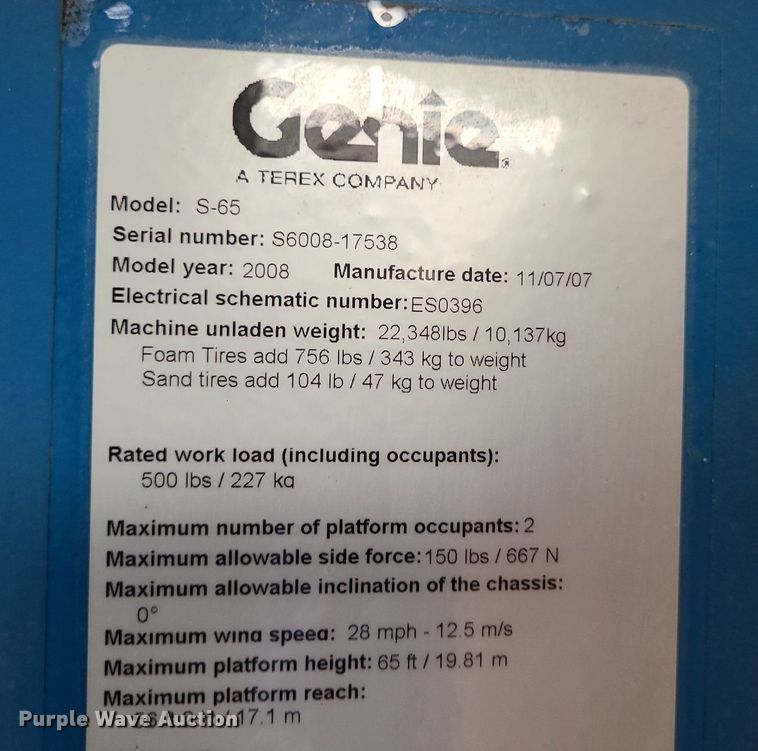 Genie
A TEREX COMPANY
Model: S-65
Serial number: S6008-17538
Model year: 2008 Manufacture date: 11/07/07
Electrical schematic number: ES0396
Machine unladen weight: 22,348lbs / 10,137kg
Foam Tires add 756 lbs / 343 kg to weight
Sand tires add 104 lb / 47 kg to weight
Rated work load (including occupants):
500 lbs / 227 kg
Maximum number of platform occupants: 2
Maximum allowable side force: 150 lbs / 667 N
Maximum allowable inclination of the chassis:
0°
Maximum wind speed: 28 mph - 12.5 m/s
Maximum platform height: 65 ft / 19.81 m
Maximum platform reach:
17.1 m
Purple Wave Auction